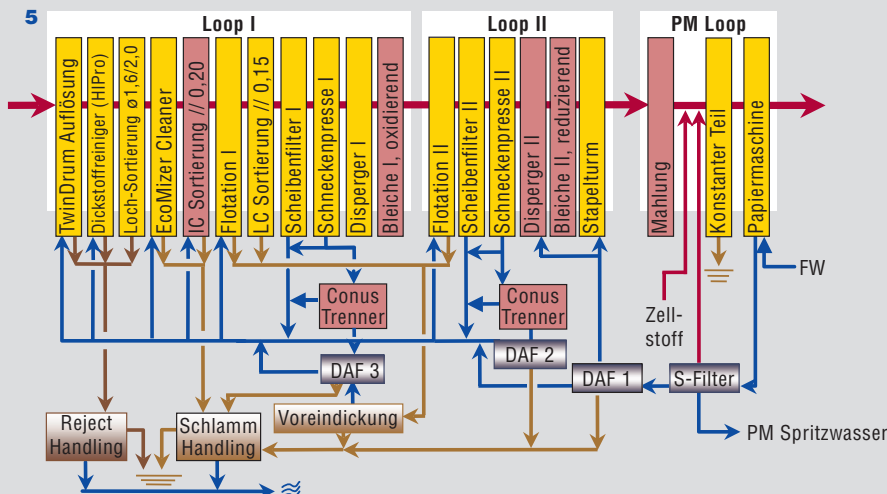 5
Loop I
Loop II
PM Loop
TwinDrum Auflösung
Dickstoffreiniger (HIPro)
Loch-Sortierung ø1,6/2,0
EcoMizer Cleaner
IC Sortierung // 0,20
Flotation I
LC Sortierung // 0,15
Scheibenfilter I
Schneckenpresse I
Disperger I
Bleiche I, oxidierend
Flotation II
Scheibenfilter II
Schneckenpresse II
Disperger II
Bleiche II, reduzierend
Stapelturm
Mahlung
Konstanter Teil
Papiermaschine
FW
Conus
Trenner
Conus
Trenner
Zell-
stoff
DAF 3
DAF 2
DAF 1
S-Filter
Reject
Handling
Schlamm
Handling
Voreindickung
PM Spritzwasser